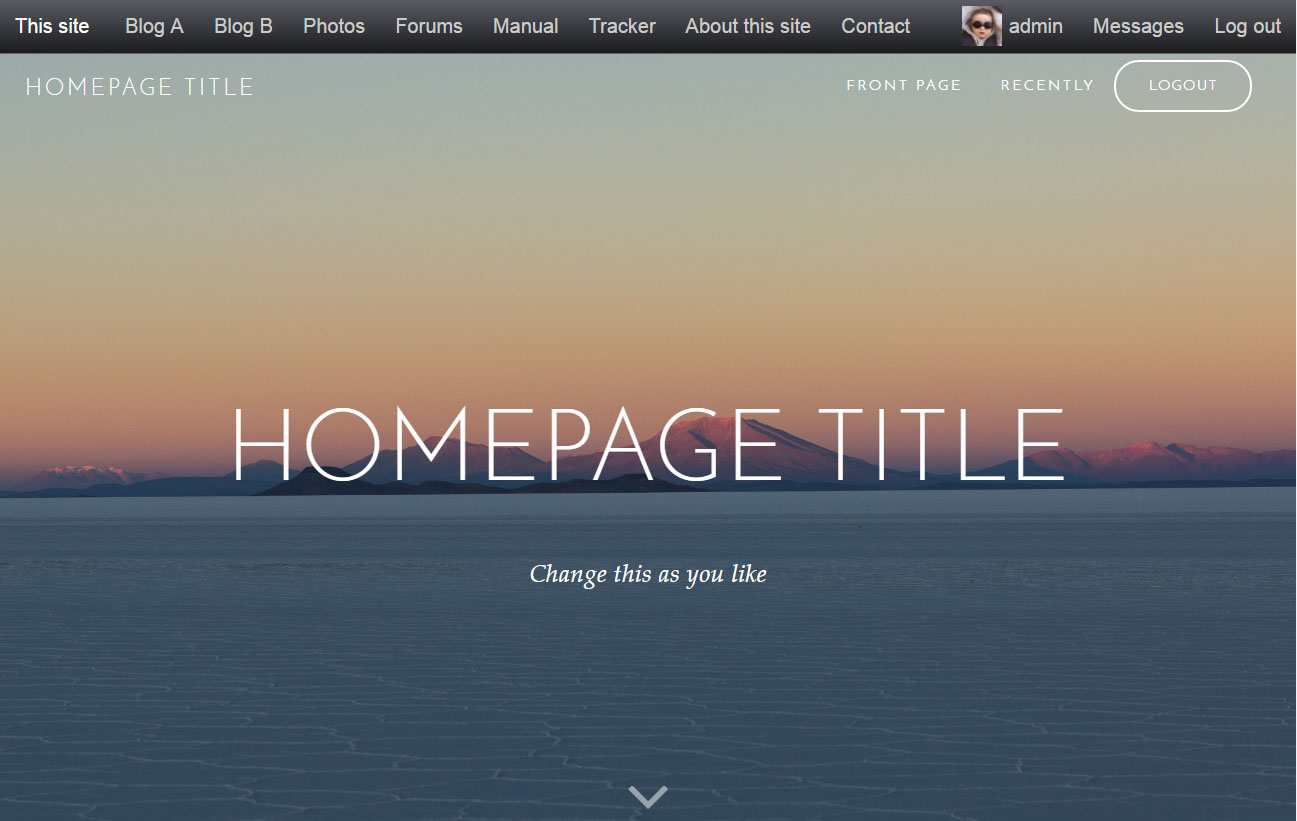 This site Blog A Blog B Photos Forums Manual Tracker About this site Contact admin Messages Log out
HOMEPAGE TITLE FRONT PAGE RECENTLY LOGOUT
HOMEPAGE TITLE
Change this as you like